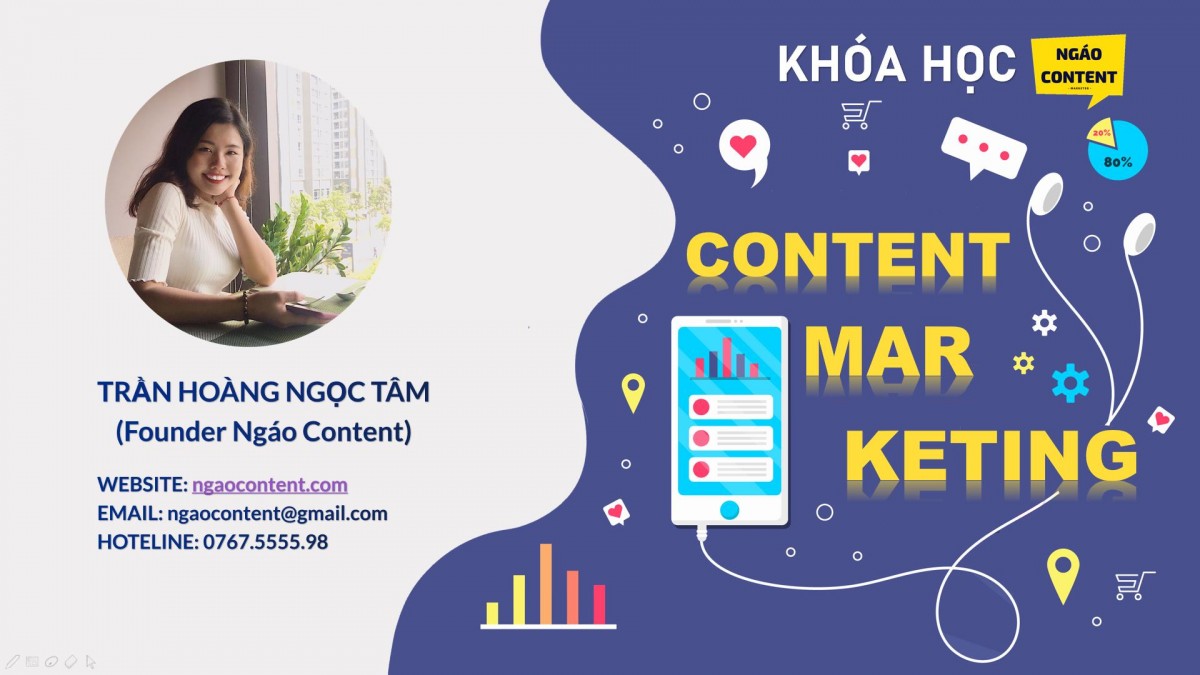 TRẦN HOÀNG NGỌC TÂM
(Founder Ngáo Content)
WEBSITE: ngaocontent.com
EMAIL: ngaocontent@gmail.com
HOTELINE: 0767.5555.98
KHÓA HỌC
NGÁO
CONTENT
20%
80%
CONTENT
MAR
KETING